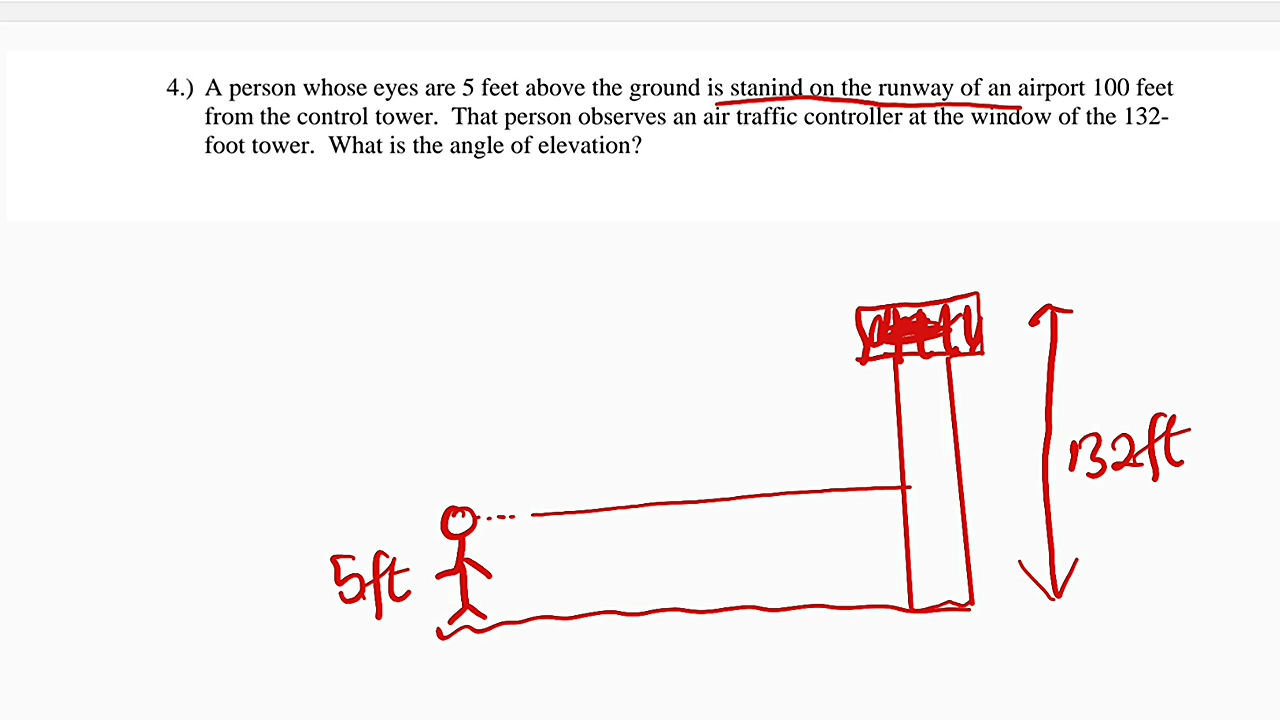 4.) A person whose eyes are 5 feet above the ground is stanind on the runway of an airport 100 feet
from the control tower. That person observes an air traffic controller at the window of the 132-
foot tower. What is the angle of elevation?
132ft
5ft